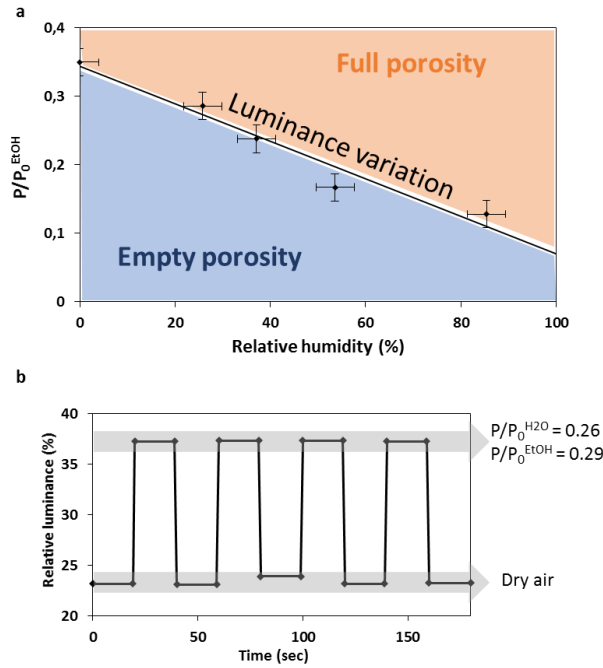 a
0,4
0,3
0,2
0,1
0
P/P₀ᴱᵗᴼᴴ
Full porosity
Luminance variation
Empty porosity
0 20 40 60 80 100
Relative humidity (%)
b
40
35
30
25
20
Relative luminance (%)
P/P₀ᴴ²ᴼ = 0.26
P/P₀ᴱᵗᴼᴴ = 0.29
Dry air
0 50 100 150
Time (sec)